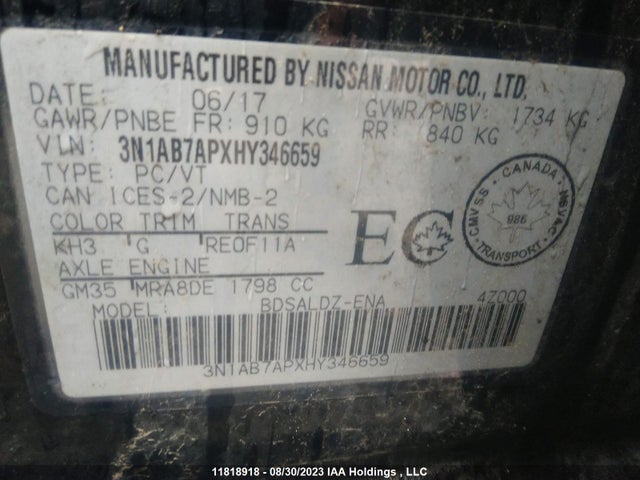 MANUFACTURED BY NISSAN MOTOR CO., LTD.
DATE: 06/17 GVWR/PNBV: 1734 KG
GAWR/PNBE FR: 910 KG RR: 840 KG
VIN: 3N1AB7APXHY346659
TYPE: PC/VT
CAN ICES-2/NMB-2
COLOR TRIM TRANS
KH3 G RE0F11A
AXLE ENGINE
GM35 MRA8DE 1798 CC
MODEL: BDSALDZ-ENA 4Z000
3N1AB7APXHY346659
EC
CANADA
CMVSS
NSVAC
986
TRANSPORT
11818918 - 08/30/2023 IAA Holdings , LLC